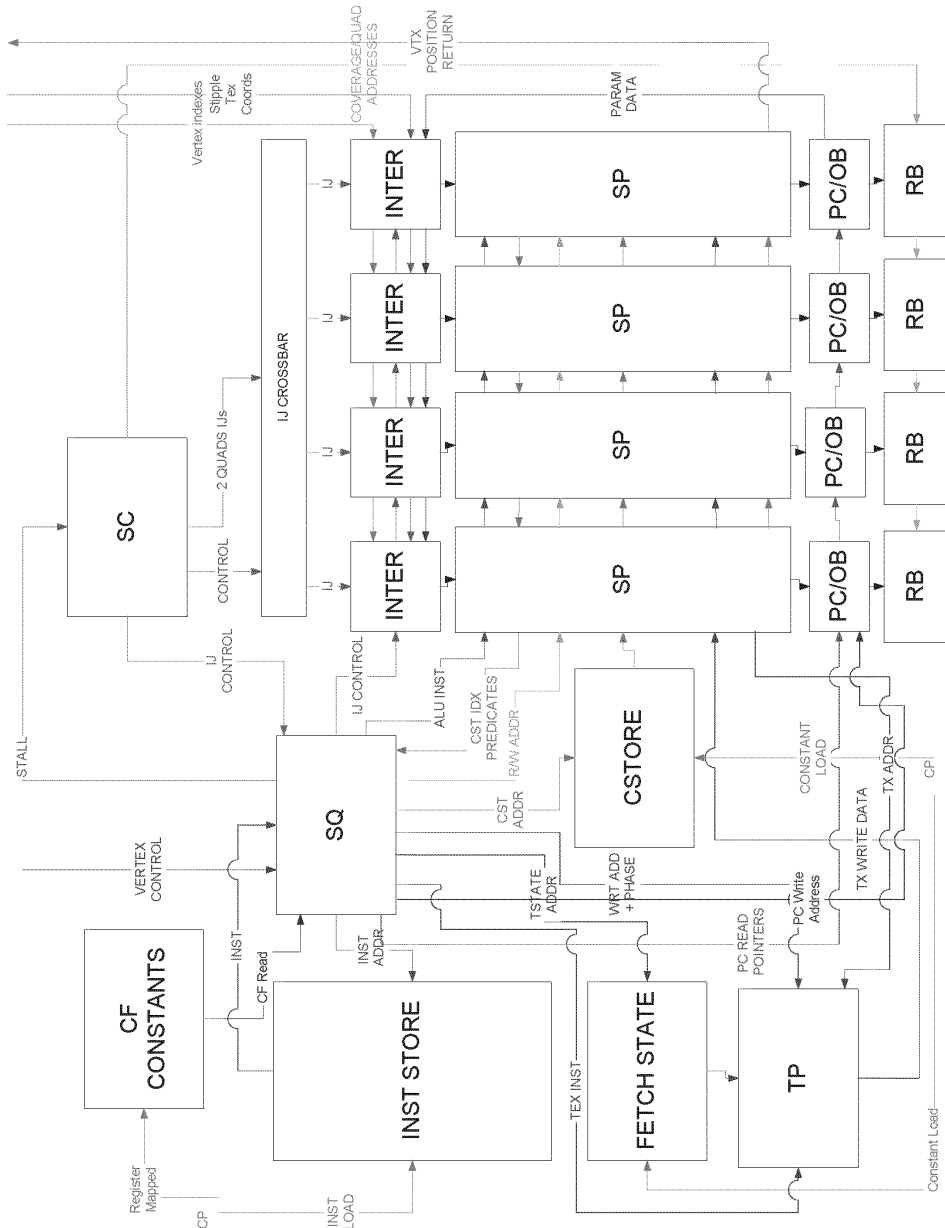 Vertex Indexes
Stipple
Tex
Coords
COVERAGE/QUAD
ADDRESSES
VTX
POSITION
RETURN
STALL
SC
2 QUADS IJs
CONTROL
IJ CROSSBAR
IJ
IJ
IJ
IJ
INTER
INTER
INTER
INTER
PARAM
DATA
SP
SP
SP
SP
PC/OB
PC/OB
PC/OB
PC/OB
RB
RB
RB
RB
VERTEX
CONTROL
IJ
CONTROL
SQ
IJ CONTROL
ALU INST
CST IDX
PREDICATES
R/W ADDR
CST
ADDR
CSTORE
CONSTANT
LOAD
CP
TX ADDR
TX WRITE DATA
TSTATE
ADDR
WRT ADD
+ PHASE
PC Write
Address
PC READ
POINTERS
CF
CONSTANTS
INST
CF Read
INST
ADDR
INST STORE
FETCH STATE
TEX INST
TP
Register
Mapped
CP
INST
LOAD
Constant Load